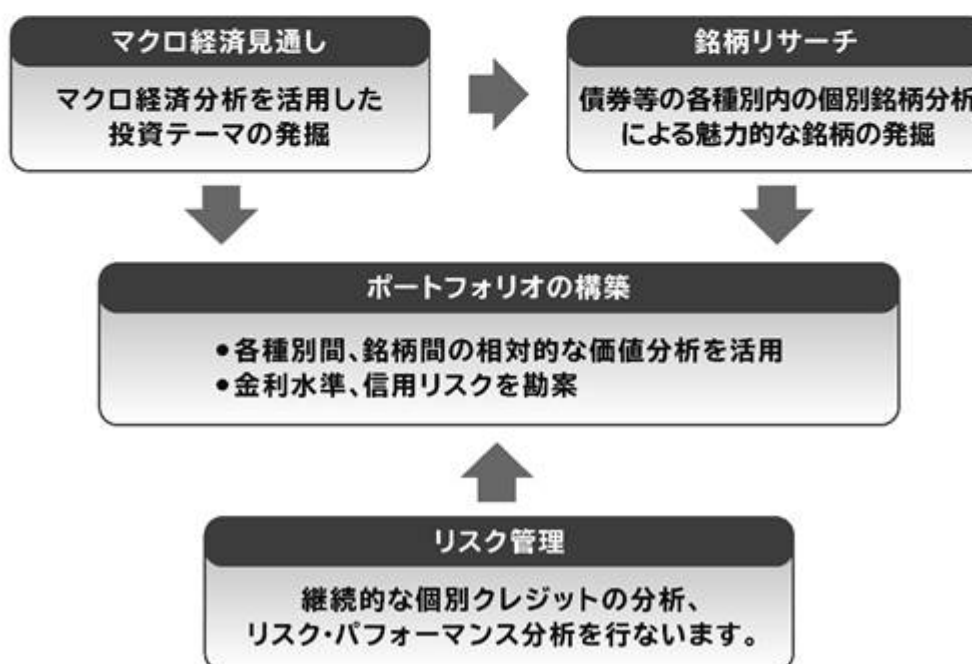 マクロ経済見通し
マクロ経済分析を活用した
投資テーマの発掘
銘柄リサーチ
債券等の各種別内の個別銘柄分析
による魅力的な銘柄の発掘
ポートフォリオの構築
•各種別間、銘柄間の相対的な価値分析を活用
•金利水準、信用リスクを勘案
リスク管理
継続的な個別クレジットの分析、
リスク・パフォーマンス分析を行ないます。